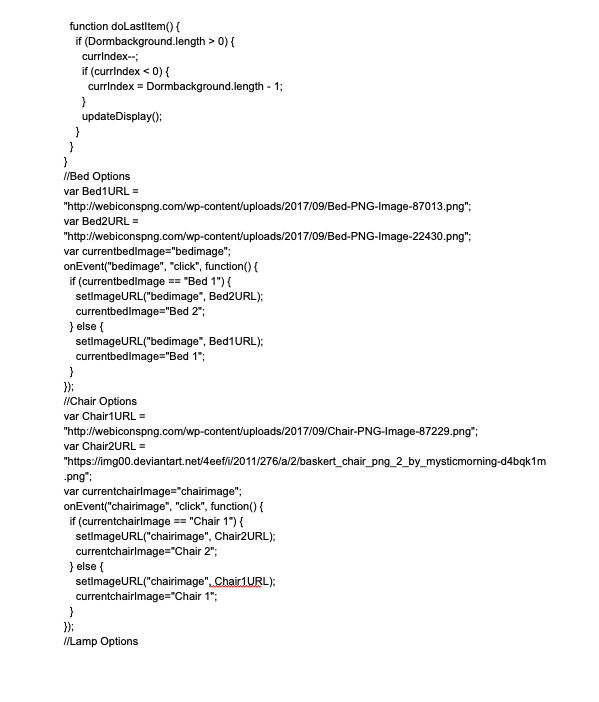 function doLastItem() {
if (Dormbackground.length > 0) {
currIndex--;
if (currIndex < 0) {
currIndex = Dormbackground.length - 1;
}
updateDisplay();
}
}
}
//Bed Options
var Bed1URL =
"http://webiconspng.com/wp-content/uploads/2017/09/Bed-PNG-Image-87013.png";
var Bed2URL =
"http://webiconspng.com/wp-content/uploads/2017/09/Bed-PNG-Image-22430.png";
var currentbedImage="bedimage";
onEvent("bedimage", "click", function() {
if (currentbedImage == "Bed 1") {
setImageURL("bedimage", Bed2URL);
currentbedImage="Bed 2";
} else {
setImageURL("bedimage", Bed1URL);
currentbedImage="Bed 1";
}
});
//Chair Options
var Chair1URL =
"http://webiconspng.com/wp-content/uploads/2017/09/Chair-PNG-Image-87229.png";
var Chair2URL =
"https://img00.deviantart.net/4eef/i/2011/276/a/2/baskert_chair_png_2_by_mysticmorning-d4bqk1m
.png";
var currentchairImage="chairimage";
onEvent("chairimage", "click", function() {
if (currentchairImage == "Chair 1") {
setImageURL("chairimage", Chair2URL);
currentchairImage="Chair 2";
} else {
setImageURL("chairimage", Chair1URL);
currentchairImage="Chair 1";
}
});
//Lamp Options